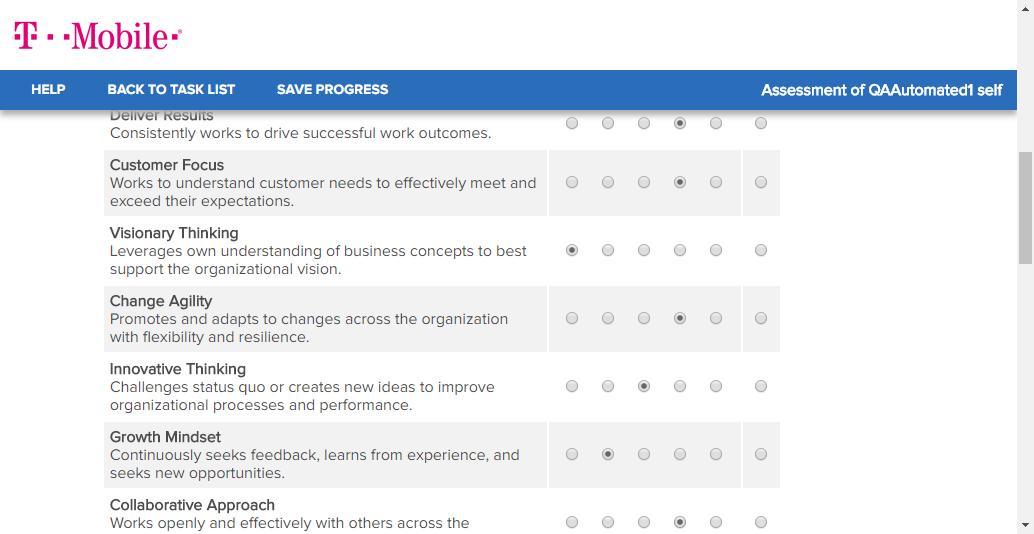 T··Mobile·®
HELP BACK TO TASK LIST SAVE PROGRESS Assessment of QAAutomated1 self
Deliver Results
Consistently works to drive successful work outcomes.
Customer Focus
Works to understand customer needs to effectively meet and
exceed their expectations.
Visionary Thinking
Leverages own understanding of business concepts to best
support the organizational vision.
Change Agility
Promotes and adapts to changes across the organization
with flexibility and resilience.
Innovative Thinking
Challenges status quo or creates new ideas to improve
organizational processes and performance.
Growth Mindset
Continuously seeks feedback, learns from experience, and
seeks new opportunities.
Collaborative Approach
Works openly and effectively with others across the